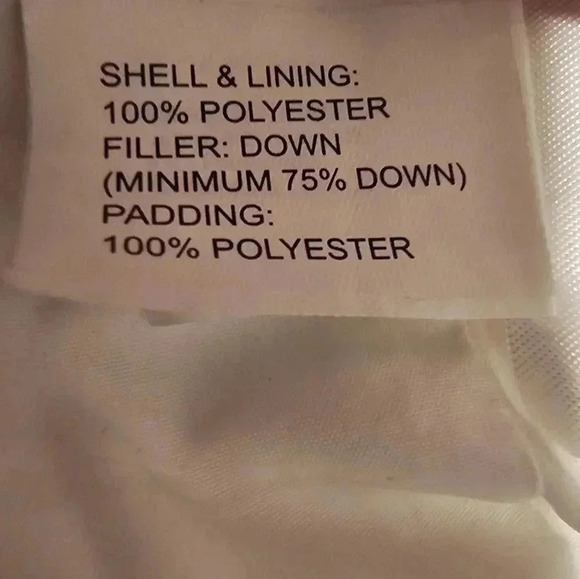 SHELL & LINING:
100% POLYESTER
FILLER: DOWN
(MINIMUM 75% DOWN)
PADDING:
100% POLYESTER